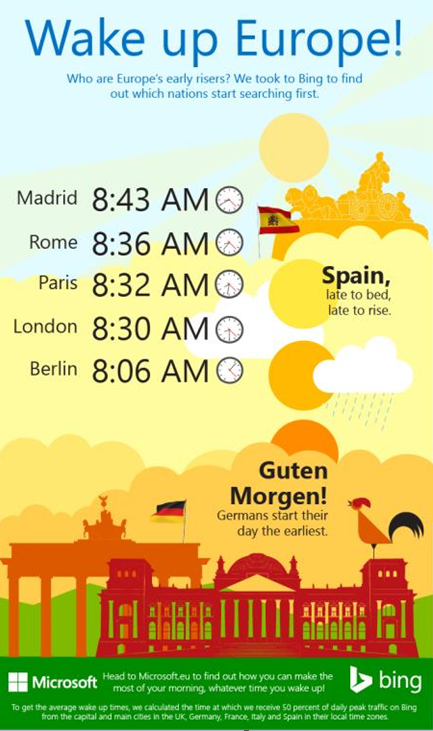 Wake up Europe!
Who are Europe's early risers? We took to Bing to find
out which nations start searching first.
Madrid 8:43 AM
Rome 8:36 AM
Paris 8:32 AM
London 8:30 AM
Berlin 8:06 AM
Spain,
late to bed,
late to rise.
Guten
Morgen!
Germans start their
day the earliest.
Microsoft
Head to Microsoft.eu to find out how you can make the
most of your morning, whatever time you wake up!
bing
To get the average wake up times, we calculated the time at which we receive 50 percent of daily peak traffic on Bing
from the capital and main cities in the UK, Germany, France, Italy and Spain in their local time zones.